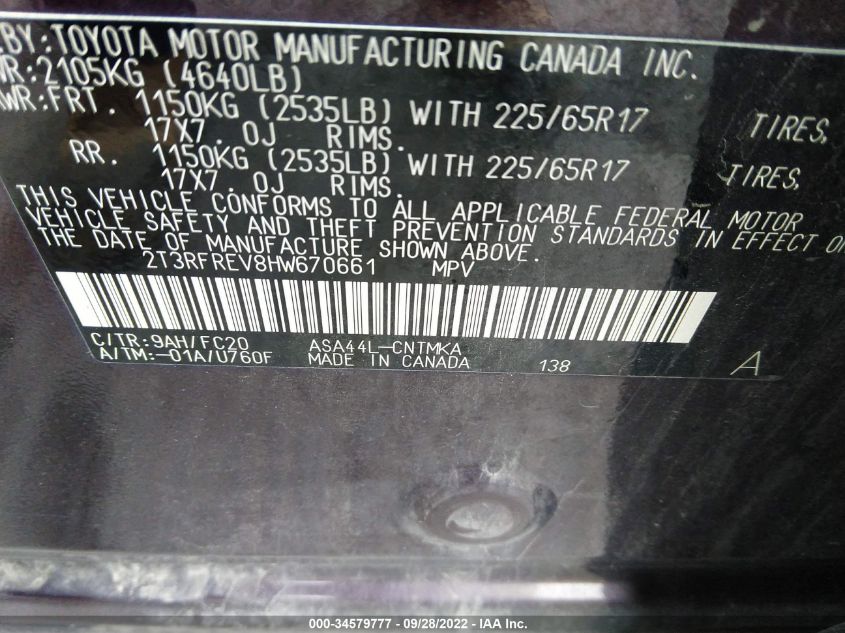 BY:TOYOTA MOTOR MANUFACTURING CANADA INC.
WR:2105KG (4640LB)
WR:FRT. 1150KG (2535LB) WITH 225/65R17 TIRES.
17X7.0J RIMS.
RR. 1150KG (2535LB) WITH 225/65R17 TIRES.
17X7.0J RIMS.
THIS VEHICLE CONFORMS TO ALL APPLICABLE FEDERAL MOTOR
VEHICLE SAFETY AND THEFT PREVENTION STANDARDS IN EFFECT ON
THE DATE OF MANUFACTURE SHOWN ABOVE.
2T3RFREV8HW670661 MPV
C/TR:9AH/FC20 ASA44L-CNTMKA
A/TM:-01A/U760F MADE IN CANADA 138 A
000-34579777 - 09/28/2022 - IAA Inc.